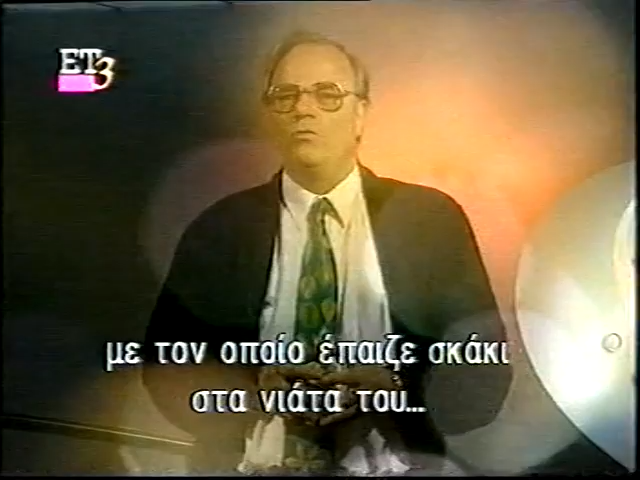 ET3
με τον οποίο έπαιζε σκάκι
στα νιάτα του...